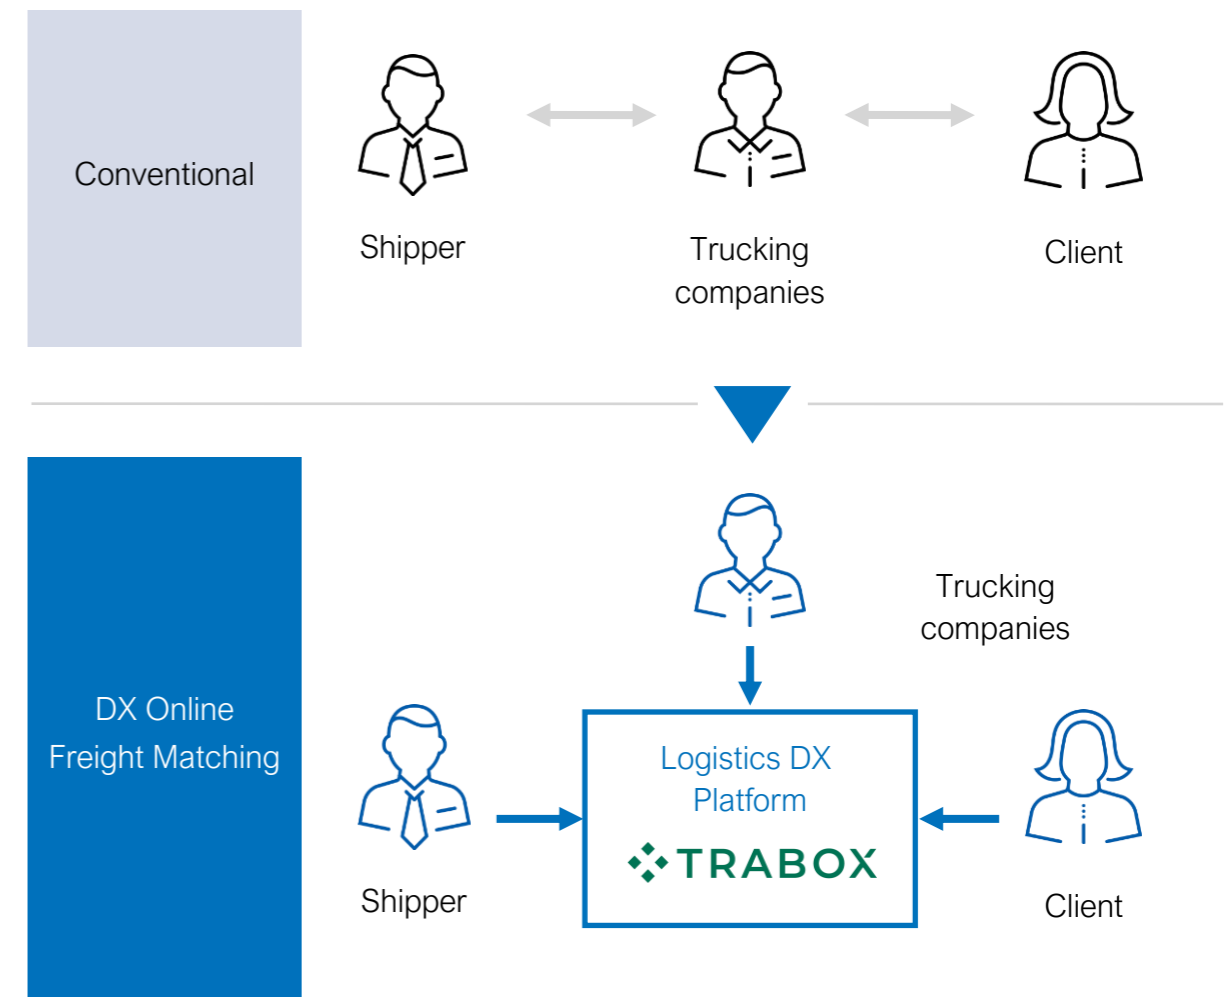 Conventional
Shipper
Trucking
companies
Client
DX Online
Freight Matching
Trucking
companies
Shipper
Logistics DX
Platform
TRABOX
Client